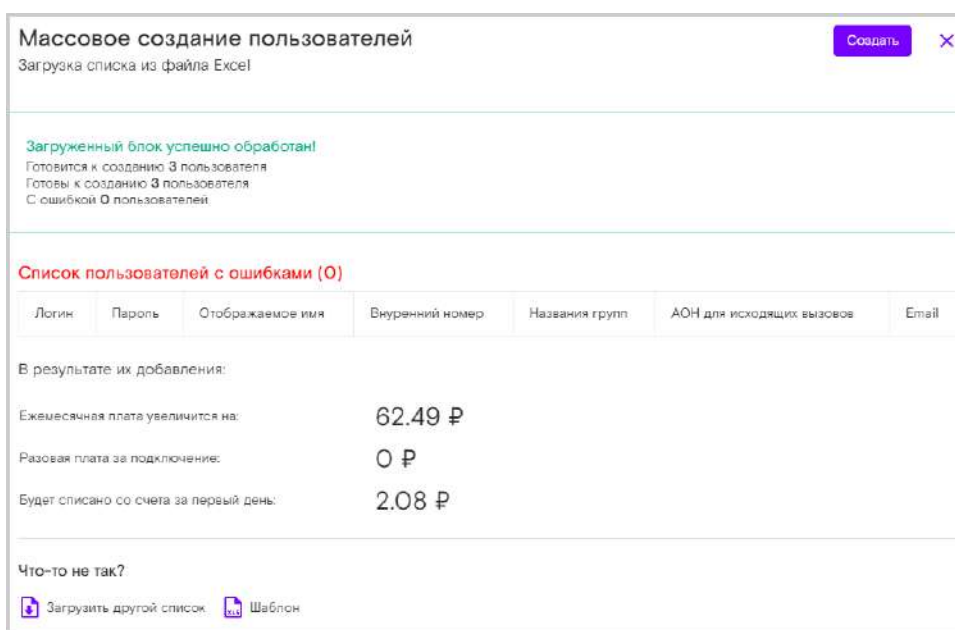 Массовое создание пользователей
Создать
Загрузка списка из файла Excel
Загруженный блок успешно обработан!
Готовится к созданию 3 пользователя
Готовы к созданию 3 пользователя
С ошибкой 0 пользователей
Список пользователей с ошибками (0)
Логин Пароль Отображаемое имя Внуренний номер Названия групп АОН для исходящих вызовов Email
В результате их добавления:
Ежемесячная плата увеличится на: 62.49 ₽
Разовая плата за подключение: 0 ₽
Будет списано со счета за первый день: 2.08 ₽
Что-то не так?
Загрузить другой список XLS Шаблон